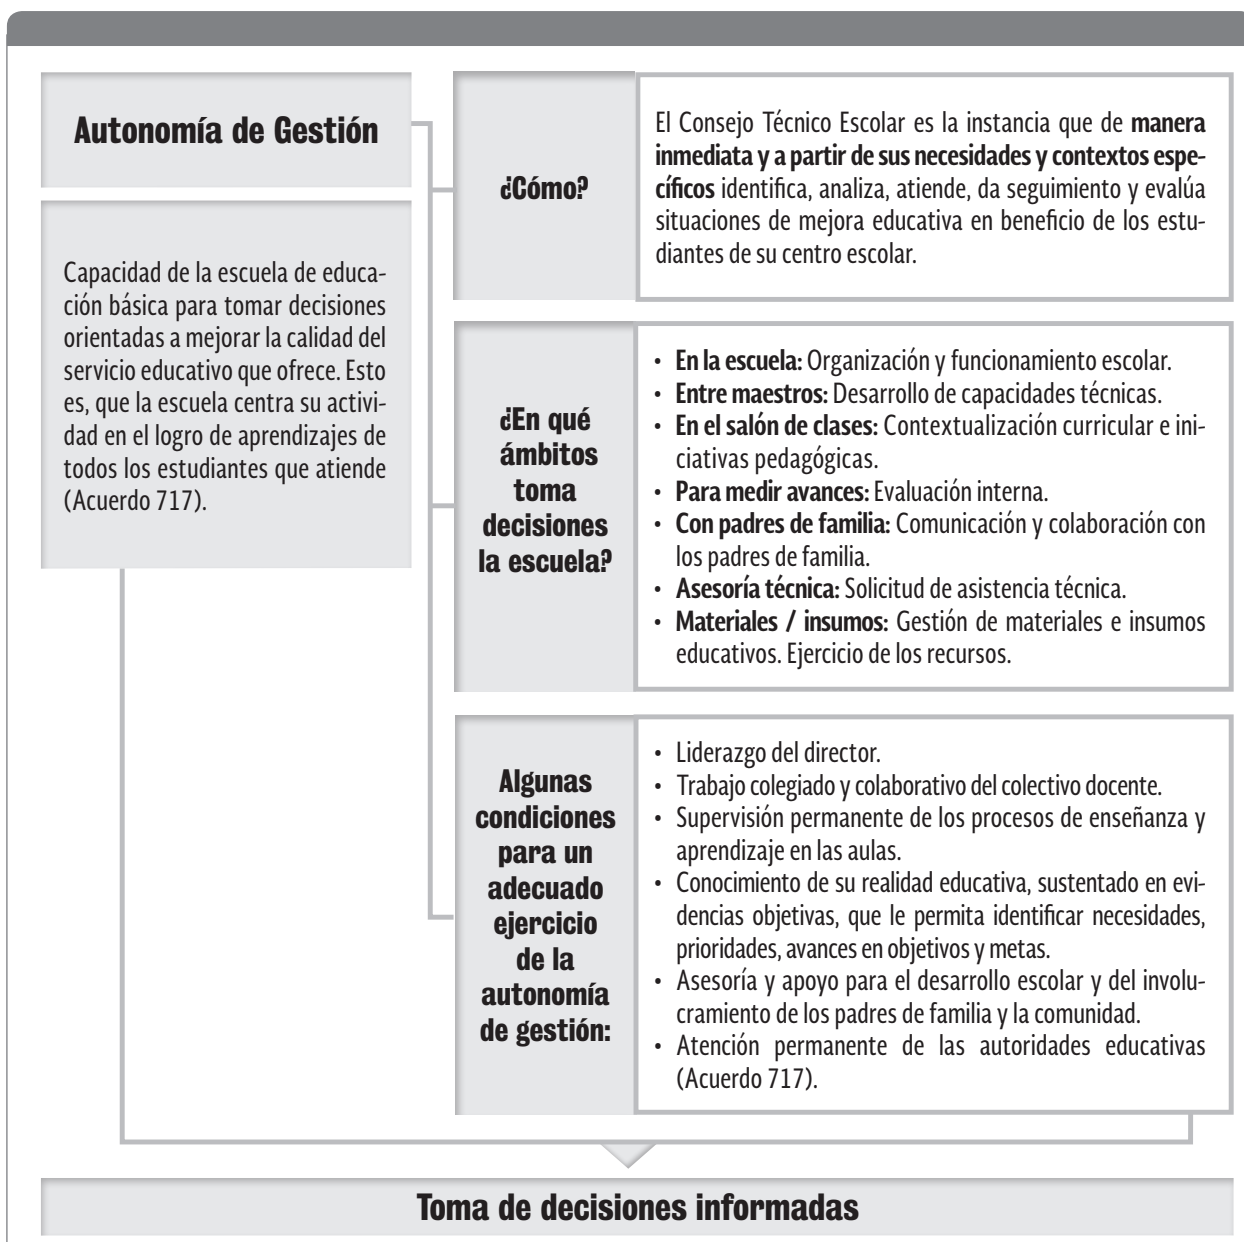 Autonomía de Gestión
Capacidad de la escuela de educa-
ción básica para tomar decisiones
orientadas a mejorar la calidad del
servicio educativo que ofrece. Esto
es, que la escuela centra su activi-
dad en el logro de aprendizajes de
todos los estudiantes que atiende
(Acuerdo 717).
¿Cómo?
El Consejo Técnico Escolar es la instancia que de manera
inmediata y a partir de sus necesidades y contextos espe-
cíficos identifica, analiza, atiende, da seguimiento y evalúa
situaciones de mejora educativa en beneficio de los estu-
diantes de su centro escolar.
¿En qué
ámbitos
toma
decisiones
la escuela?
• En la escuela: Organización y funcionamiento escolar.
• Entre maestros: Desarrollo de capacidades técnicas.
• En el salón de clases: Contextualización curricular e ini-
ciativas pedagógicas.
• Para medir avances: Evaluación interna.
• Con padres de familia: Comunicación y colaboración con
los padres de familia.
• Asesoría técnica: Solicitud de asistencia técnica.
• Materiales / insumos: Gestión de materiales e insumos
educativos. Ejercicio de los recursos.
Algunas
condiciones
para un
adecuado
ejercicio
de la
autonomía
de gestión:
• Liderazgo del director.
• Trabajo colegiado y colaborativo del colectivo docente.
• Supervisión permanente de los procesos de enseñanza y
aprendizaje en las aulas.
• Conocimiento de su realidad educativa, sustentado en evi-
dencias objetivas, que le permita identificar necesidades,
prioridades, avances en objetivos y metas.
• Asesoría y apoyo para el desarrollo escolar y del involu-
cramiento de los padres de familia y la comunidad.
• Atención permanente de las autoridades educativas
(Acuerdo 717).
Toma de decisiones informadas